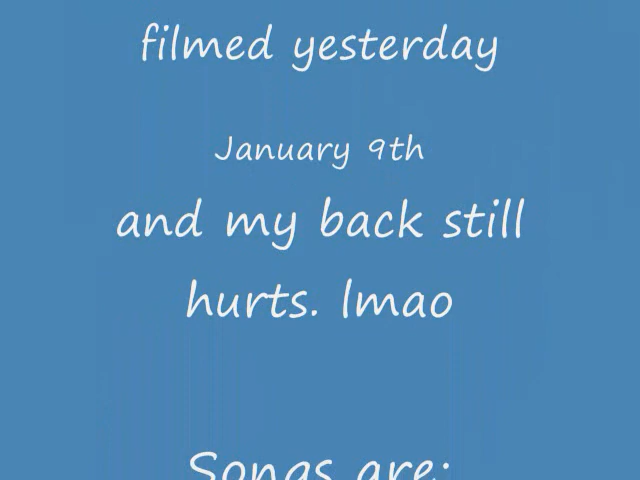 filmed yesterday
January 9th
and my back still
hurts. lmao
Songs are: